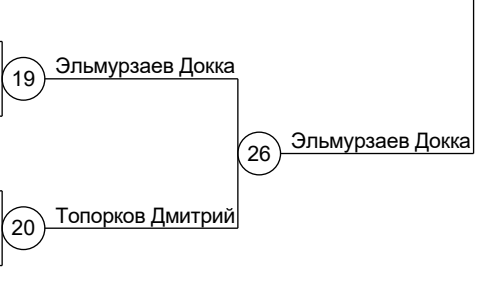 19 Эльмурзаев Докка
26 Эльмурзаев Докка
20 Топорков Дмитрий